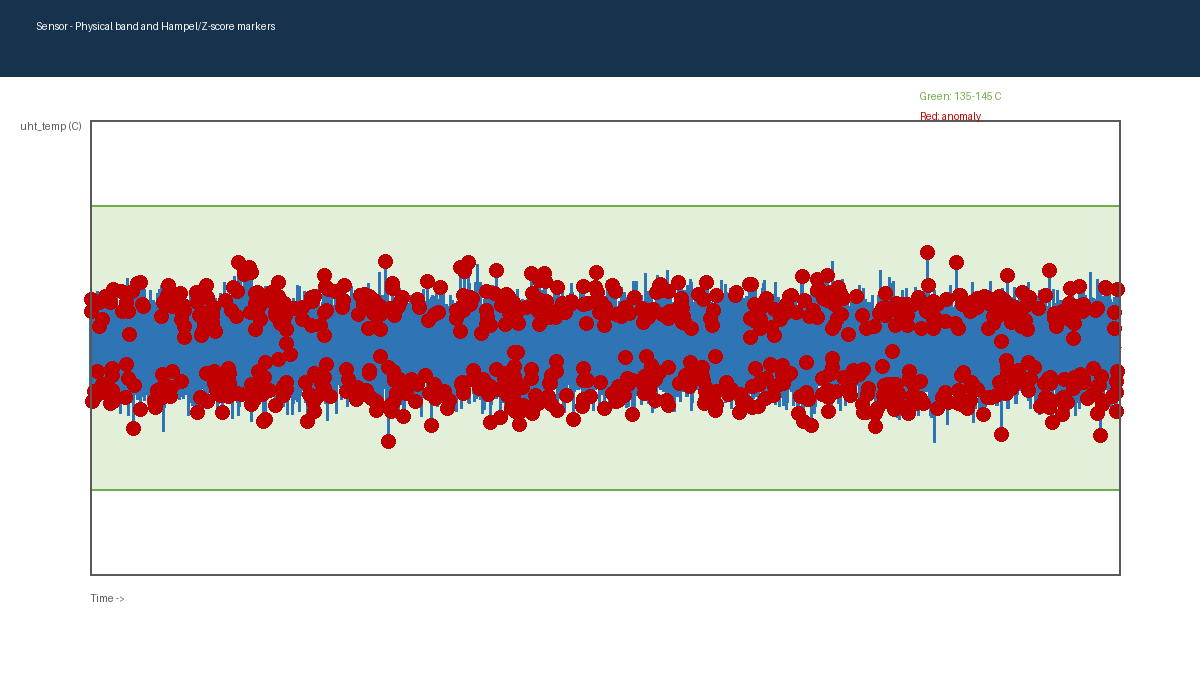 Sensor - Physical band and Hampel/Z-score markers
Green: 135-145 C
Red: anomaly
uht_temp (C)
Time ->